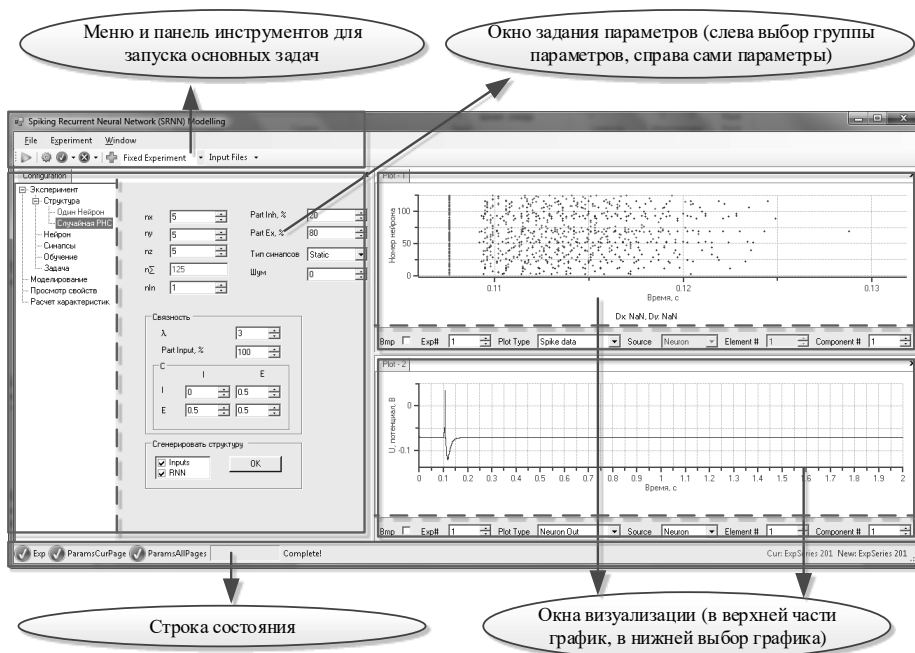 Меню и панель инструментов для
запуска основных задач
Окно задания параметров (слева выбор группы
параметров, справа сами параметры)
Spiking Recurrent Neural Network (SRNN) Modelling
File Experiment Window
Fixed Experiment Input Files
Configuration
Эксперимент
Структура
Один Нейрон
Случайная РНС
Нейрон
Синапсы
Обучение
Задача
Моделирование
Просмотр свойств
Расчет характеристик
nx 5 Part Inh, % 20
ny 5 Part Ex, % 80
nz 5 Тип синапсов Static
nΣ 125 Шум 0
nIn 1
Связность
λ 3
Part Input, % 100
C
I E
I 0 0.5
E 0.5 0.5
Сгенерировать структуру
Inputs
RNN
OK
Plot - 1
Номер нейрона
100
50
0
0.11 0.12 0.13
Время, с
Dx: NaN, Dy: NaN
Bmp Exp# 1 Plot Type Spike data Source Neuron Element # 1 Component # 1
Plot - 2
U, потенциал, В
0
-0.1
0 0.1 0.2 0.3 0.4 0.5 0.6 0.7 0.8 0.9 1 1.1 1.2 1.3 1.4 1.5 1.6 1.7 1.8 1.9 2
Время, с
Bmp Exp# 1 Plot Type Neuron Out Source Neuron Element # 1 Component # 1
Exp ParamsCurPage ParamsAllPages Complete! Cur: ExpSeries 201 New: ExpSeries 201
Строка состояния
Окна визуализации (в верхней части
график, в нижней выбор графика)